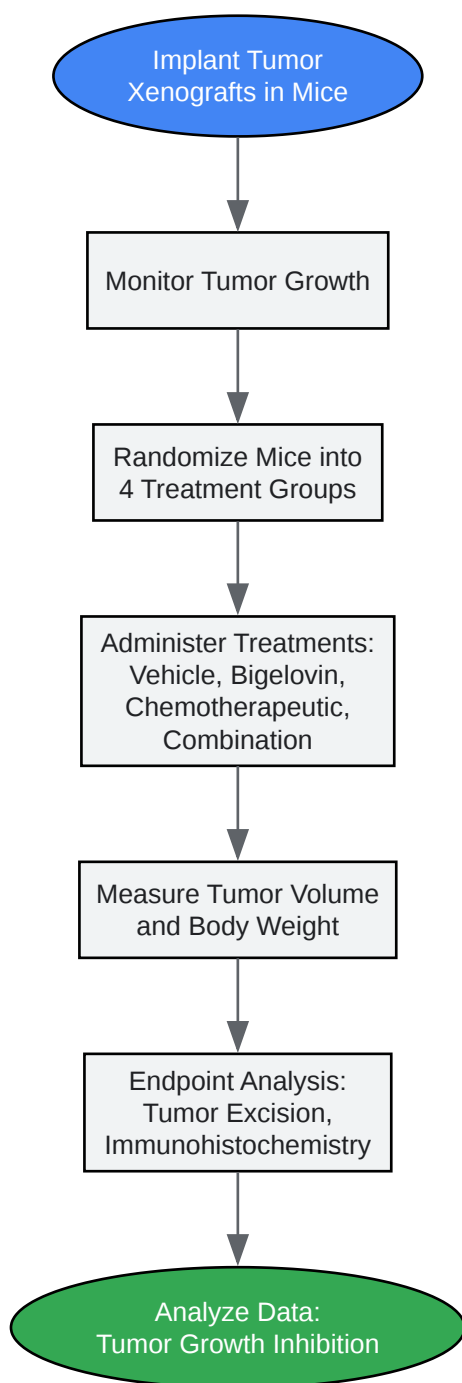 Implant Tumor
Xenografts in Mice
Monitor Tumor Growth
Randomize Mice into
4 Treatment Groups
Administer Treatments:
Vehicle, Bigelovin,
Chemotherapeutic,
Combination
Measure Tumor Volume
and Body Weight
Endpoint Analysis:
Tumor Excision,
Immunohistochemistry
Analyze Data:
Tumor Growth Inhibition